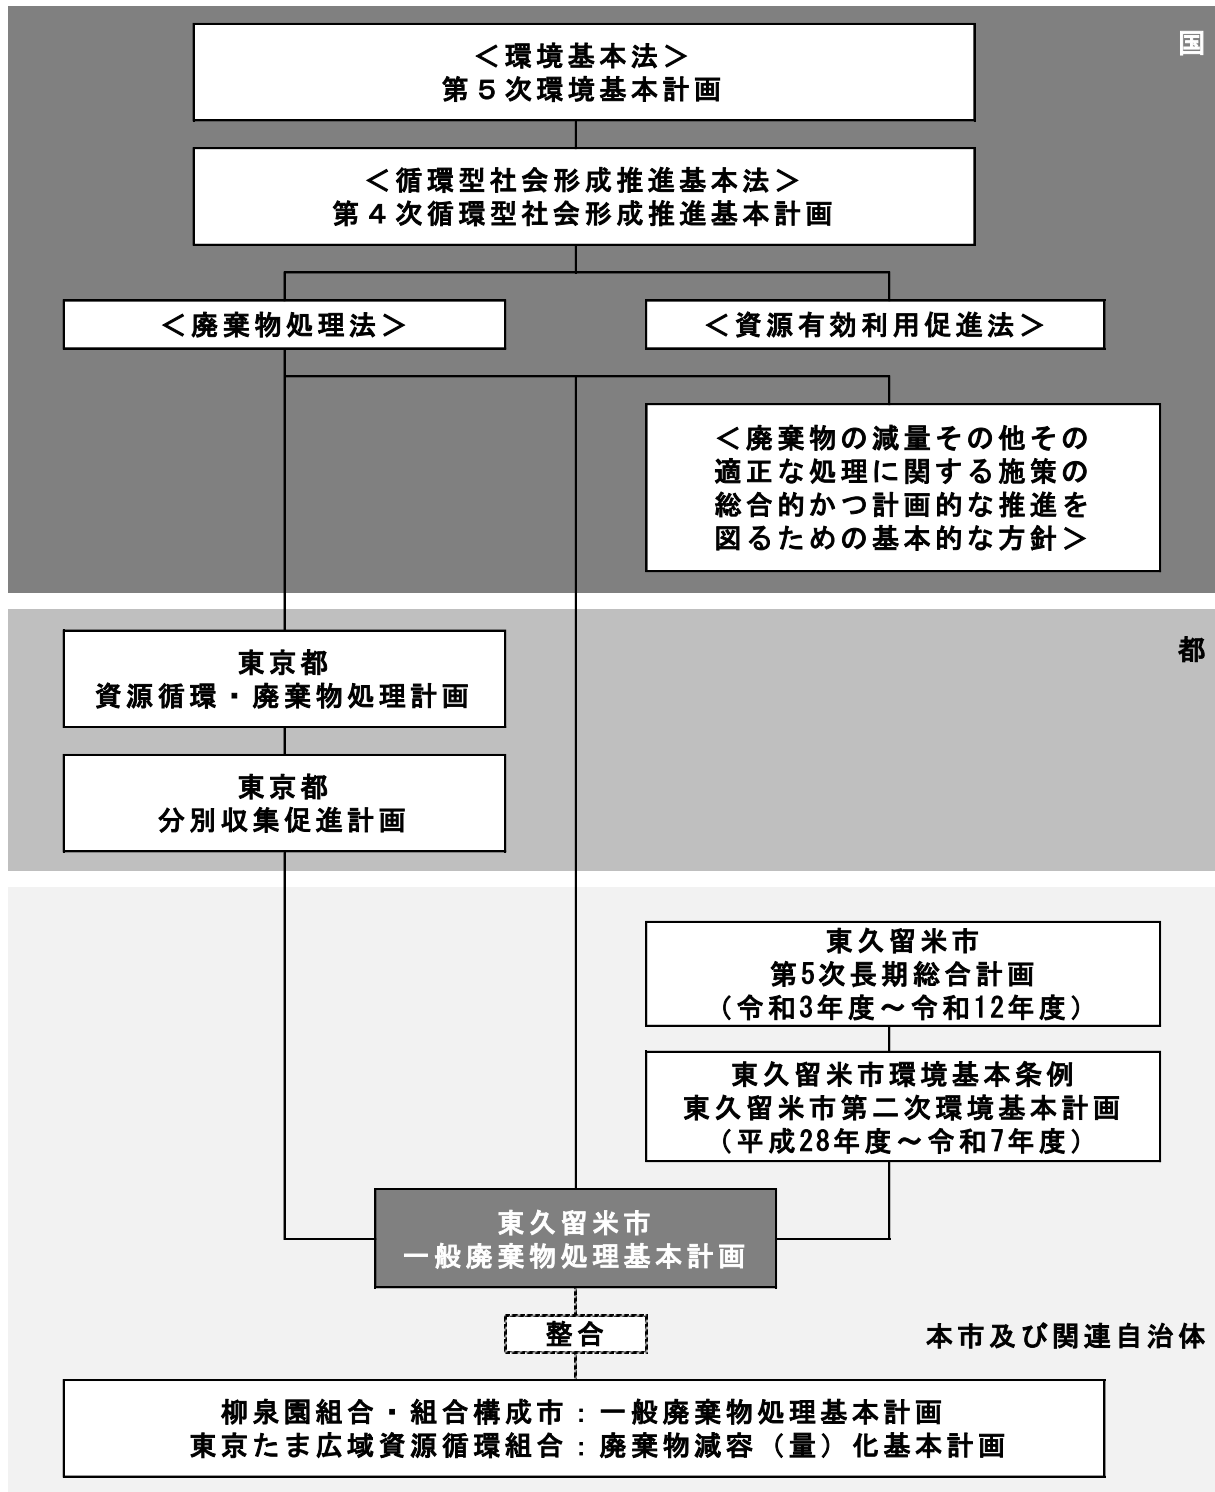 国
＜環境基本法＞
第５次環境基本計画
＜循環型社会形成推進基本法＞
第４次循環型社会形成推進基本計画
＜廃棄物処理法＞
＜資源有効利用促進法＞
＜廃棄物の減量その他その
適正な処理に関する施策の
総合的かつ計画的な推進を
図るための基本的な方針＞
都
東京都
資源循環・廃棄物処理計画
東京都
分別収集促進計画
東久留米市
第5次長期総合計画
（令和3年度～令和12年度）
東久留米市環境基本条例
東久留米市第二次環境基本計画
（平成28年度～令和7年度）
東久留米市
一般廃棄物処理基本計画
整合
本市及び関連自治体
柳泉園組合・組合構成市：一般廃棄物処理基本計画
東京たま広域資源循環組合：廃棄物減容（量）化基本計画